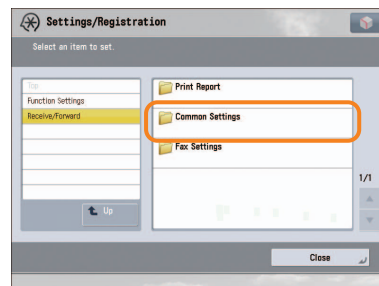 Settings/Registration
Select an item to set.
Top
Function Settings
Receive/Forward
Up
Print Report
Common Settings
Fax Settings
1/1
Close